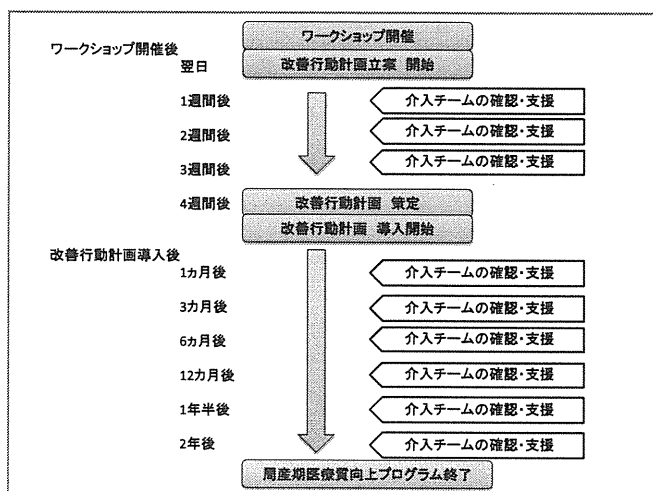 ワークショップ開催
ワークショップ開催後
翌日 改善行動計画立案 開始
1週間後 介入チームの確認・支援
2週間後 介入チームの確認・支援
3週間後 介入チームの確認・支援
4週間後 改善行動計画 策定
改善行動計画 導入開始
改善行動計画導入後
1ヵ月後 介入チームの確認・支援
3カ月後 介入チームの確認・支援
6ヵ月後 介入チームの確認・支援
12カ月後 介入チームの確認・支援
1年半後 介入チームの確認・支援
2年後 介入チームの確認・支援
周産期医療質向上プログラム終了